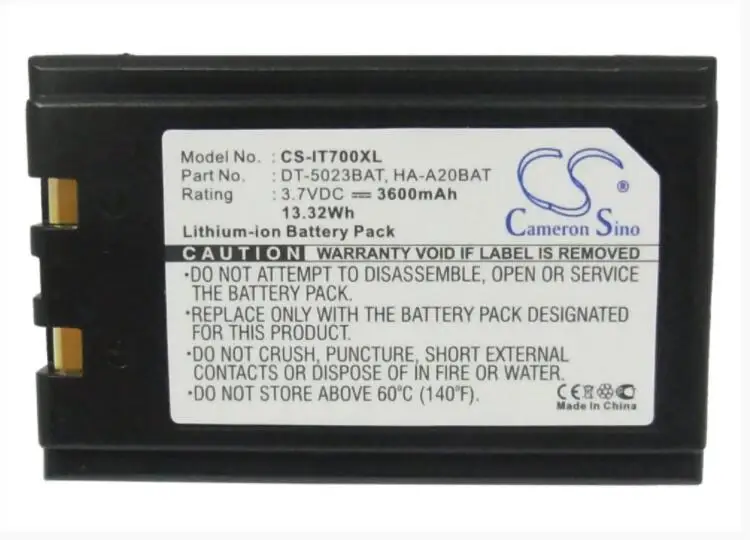 Model No. : CS-IT700XL
Part No. : DT-5023BAT, HA-A20BAT
Rating : 3.7VDC ⎓ 3600mAh
13.32Wh
Lithium-ion Battery Pack
CS®
Cameron Sino
CAUTION WARRANTY VOID IF LABEL IS REMOVED
·DO NOT ATTEMPT TO DISASSEMBLE, OPEN OR SERVICE
THE BATTERY PACK.
·REPLACE ONLY WITH THE BATTERY PACK DESIGNATED
FOR THIS EQUIPMENT.
·DO NOT CRUSH, PUNCTURE, SHORT EXTERNAL
CONTACTS OR DISPOSE OF IN FIRE OR WATER.
·DO NOT STORE ABOVE 60°C (140°F).
CE
Made In China